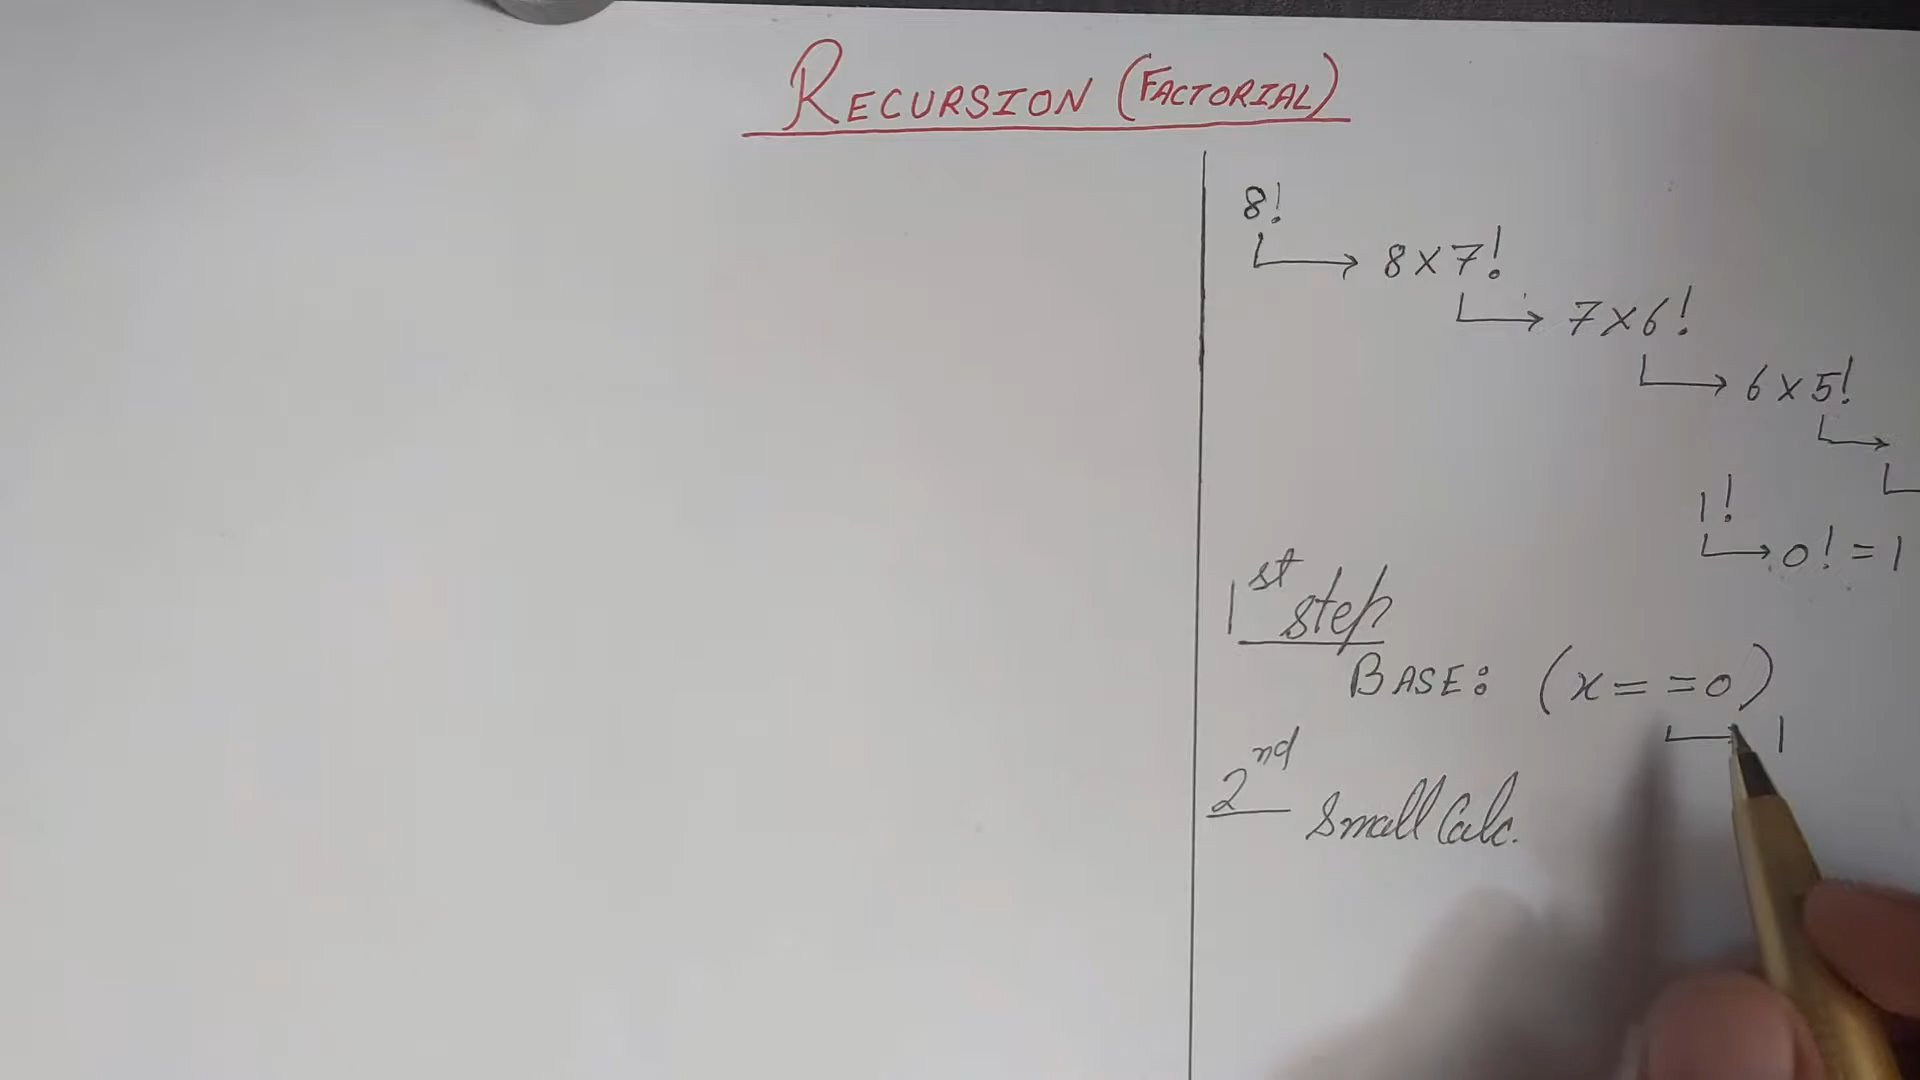 RECURSION (FACTORIAL)
8!
8 x 7!
7 x 6!
6 x 5!
1!
0! = 1
1st step
BASE: (x = = 0)
1
2nd
Small Calc.